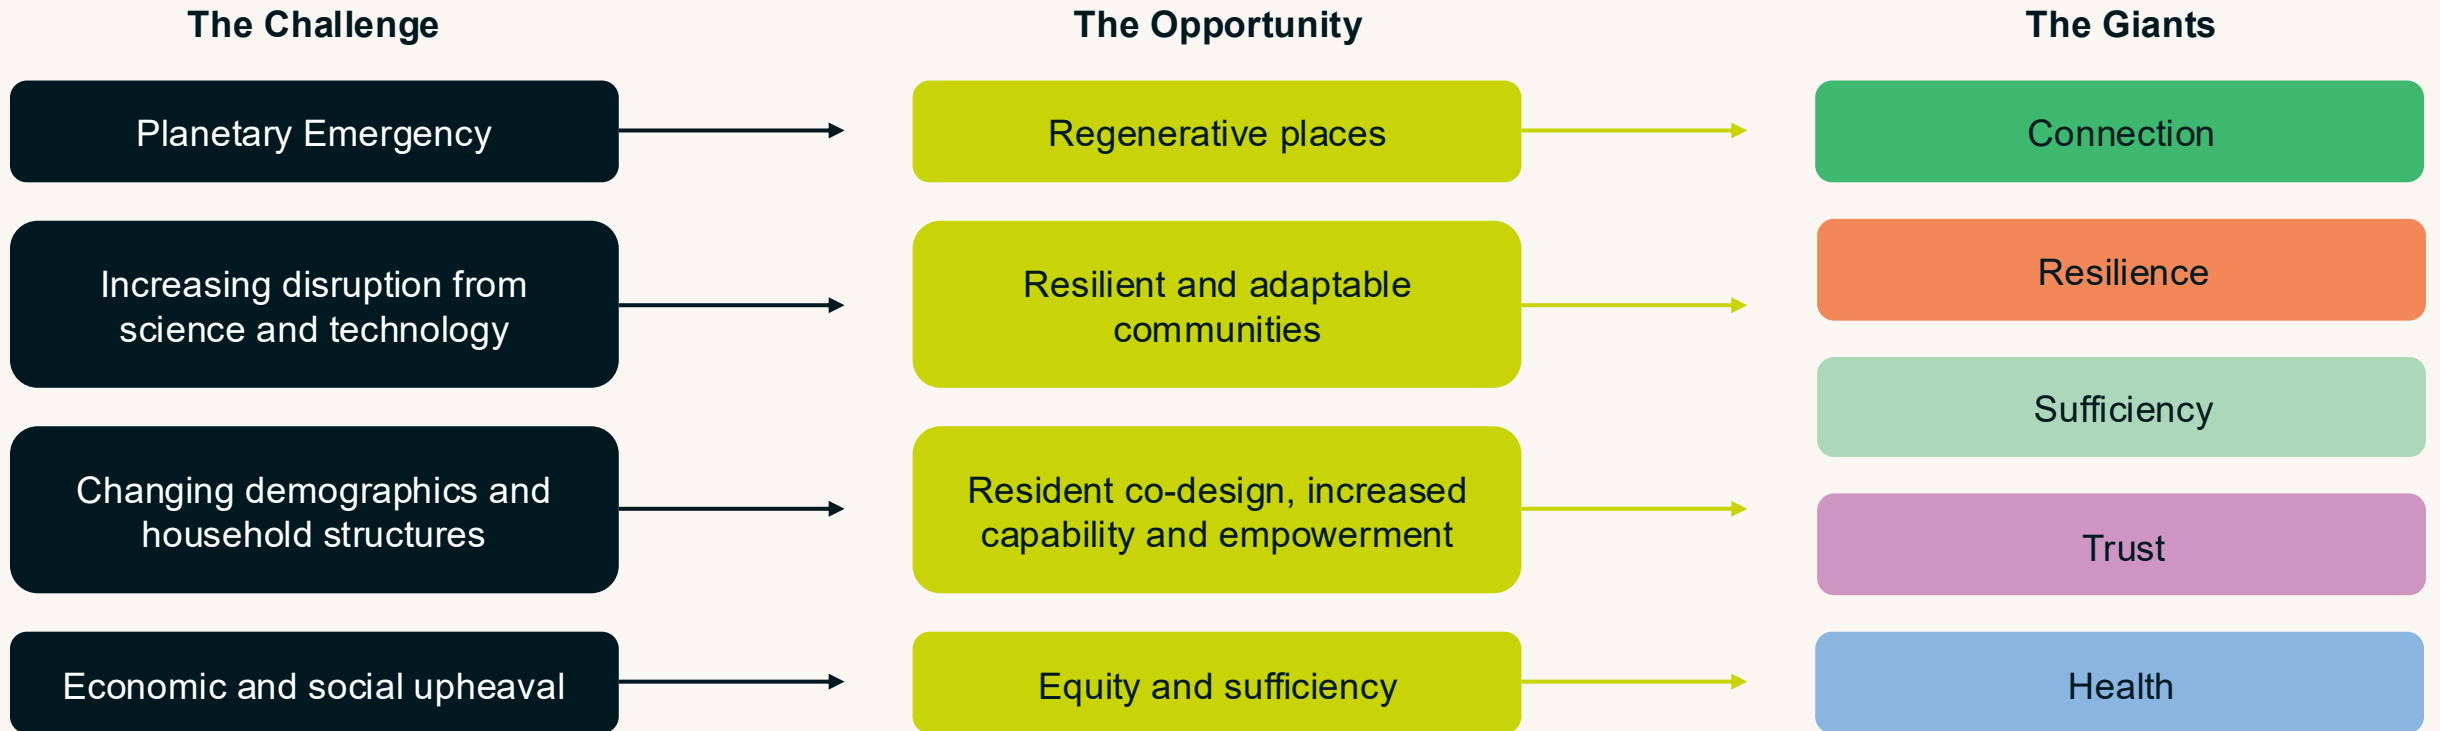 The Challenge
The Opportunity
The Giants
Planetary Emergency
Regenerative places
Connection
Increasing disruption from
science and technology
Resilient and adaptable
communities
Resilience
Sufficiency
Changing demographics and
household structures
Resident co-design, increased
capability and empowerment
Trust
Economic and social upheaval
Equity and sufficiency
Health